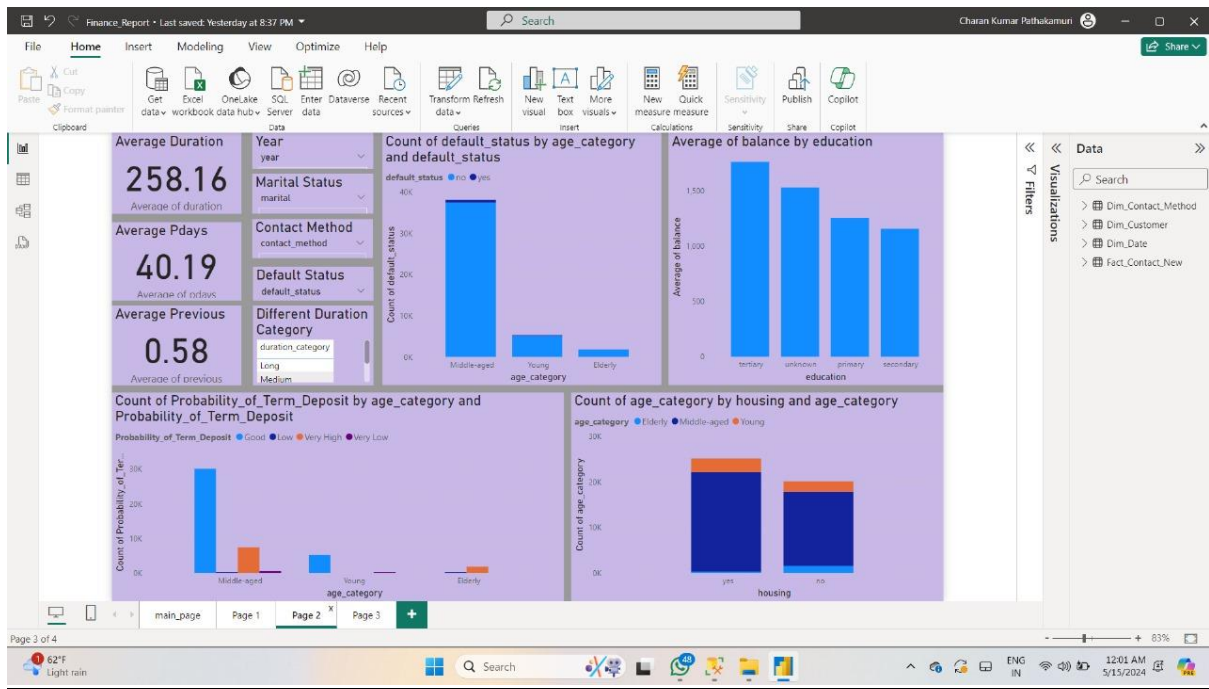 Finance_Report • Last saved: Yesterday at 8:37 PM
Search
Charan Kumar Pathakamuri
File Home Insert Modeling View Optimize Help
Share
Paste
Cut
Copy
Format painter
Clipboard
Get data
Excel workbook
OneLake data hub
SQL Server
Enter data
Dataverse
Recent sources
Data
Transform data
Refresh
Queries
New visual
Text box
More visuals
Insert
New measure
Quick measure
Calculations
Sensitivity
Sensitivity
Publish
Share
Copilot
Copilot
Average Duration
258.16
Average of duration
Average Pdays
40.19
Average of pdays
Average Previous
0.58
Average of previous
Year
year
Marital Status
marital
Contact Method
contact_method
Default Status
default_status
Different Duration
Category
duration_category
Long
Medium
Count of default_status by age_category
and default_status
default_status no yes
Count of default_status
40K
30K
20K
10K
0K
Middle-aged Young Elderly
age_category
Average of balance by education
Average of balance
1,500
1,000
500
0
tertiary unknown primary secondary
education
Count of Probability_of_Term_Deposit by age_category and
Probability_of_Term_Deposit
Probability_of_Term_Deposit Good Low Very High Very Low
Count of Probability_of_Ter...
30K
20K
10K
0K
Middle-aged Young Elderly
age_category
Count of age_category by housing and age_category
age_category Elderly Middle-aged Young
Count of age_category
30K
20K
10K
0K
yes no
housing
Filters
Visualizations
Data
Search
Dim_Contact_Method
Dim_Customer
Dim_Date
Fact_Contact_New
main_page Page 1 Page 2 x Page 3 +
Page 3 of 4
- + 83%
1
62°F
Light rain
Search
48
PRE
ENG
IN
12:01 AM
5/15/2024